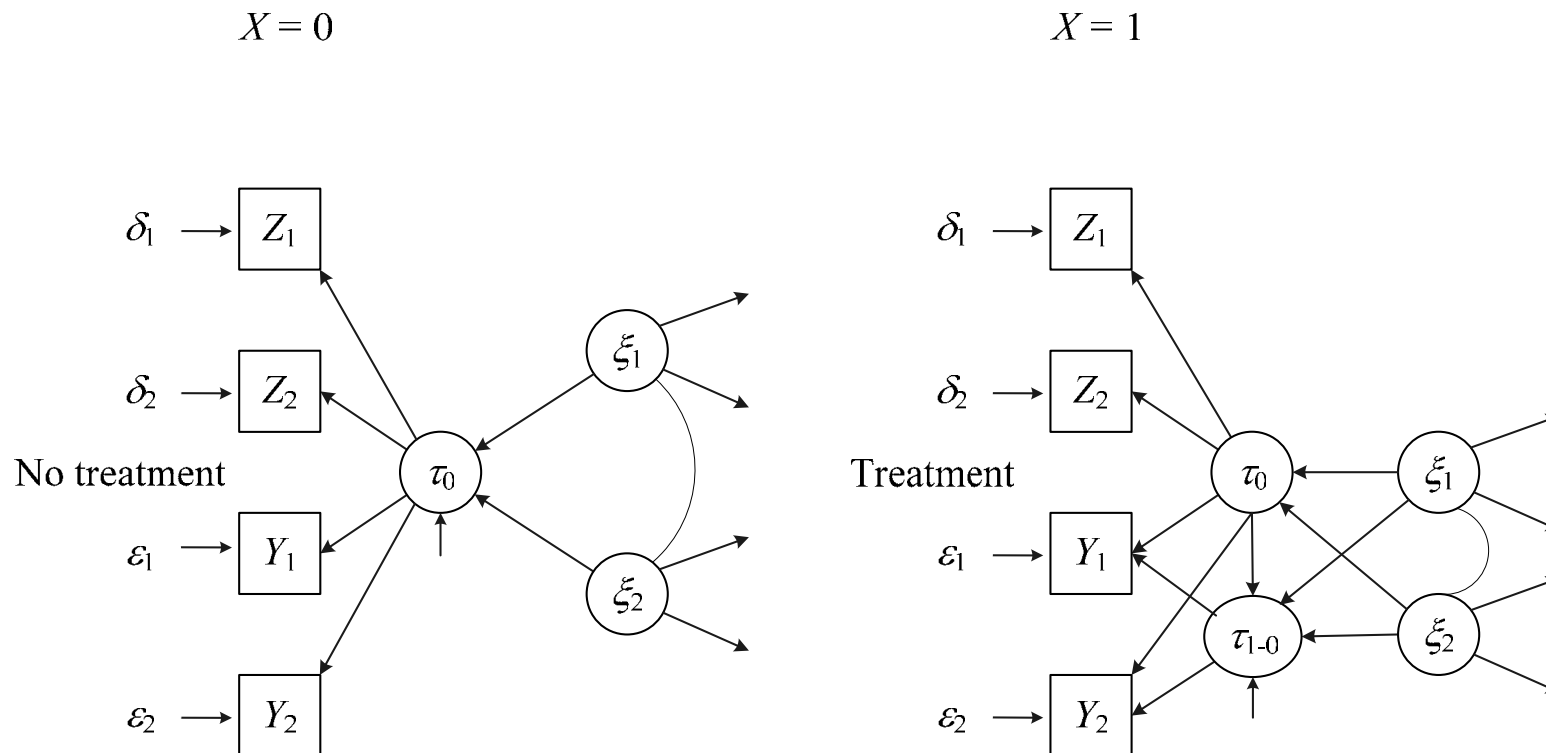 X = 0
δ1
Z1
δ2
Z2
ξ1
No treatment
τ0
ε1
Y1
ξ2
ε2
Y2
X = 1
δ1
Z1
δ2
Z2
Treatment
τ0
ξ1
ε1
Y1
τ1-0
ξ2
ε2
Y2